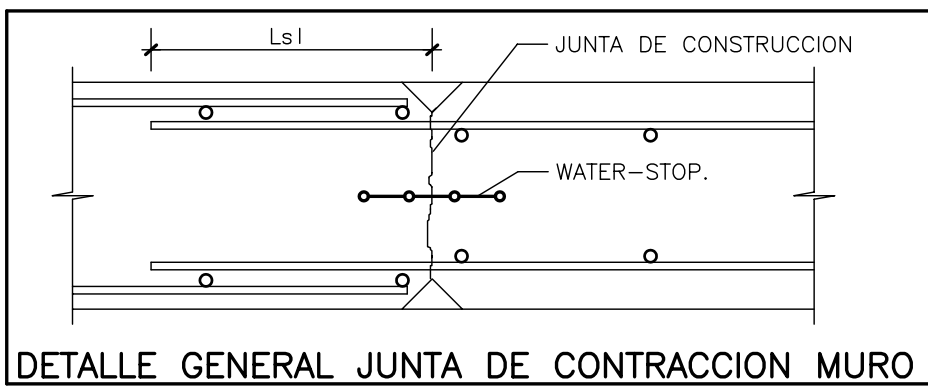 Lsl
JUNTA DE CONSTRUCCION
WATER-STOP.
DETALLE GENERAL JUNTA DE CONTRACCION MURO